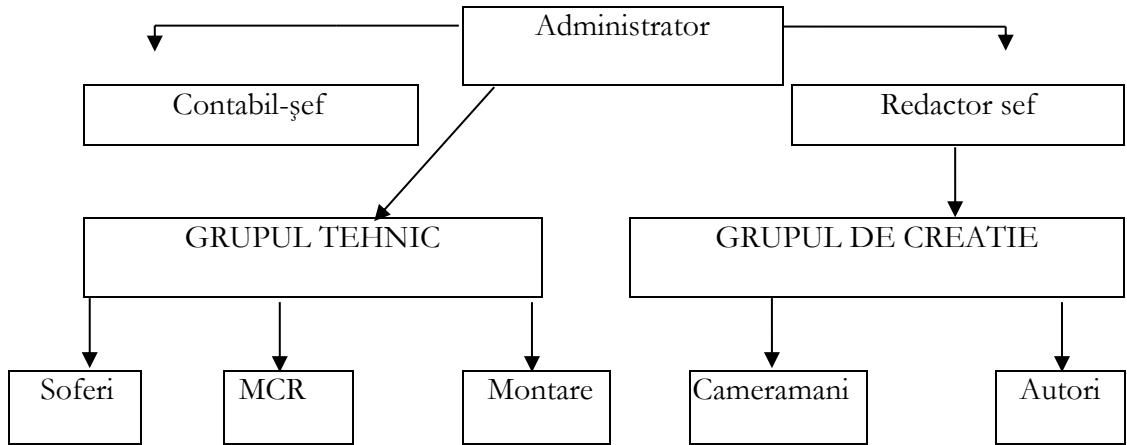 Administrator
Contabil-şef
Redactor sef
GRUPUL TEHNIC
GRUPUL DE CREATIE
Soferi
MCR
Montare
Cameramani
Autori